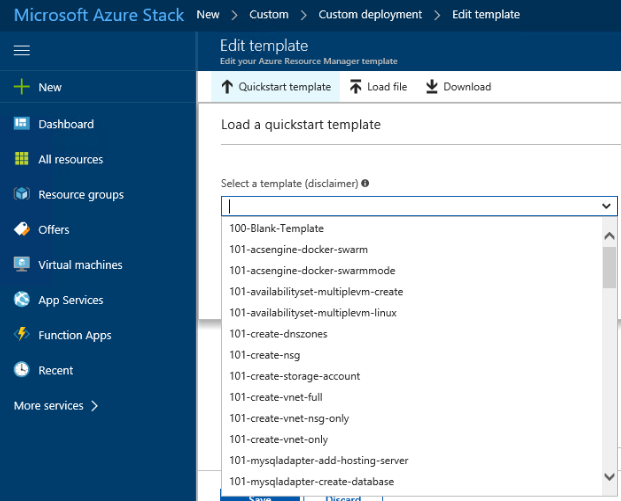 Microsoft Azure Stack New > Custom > Custom deployment > Edit template
Edit template
Edit your Azure Resource Manager template
New
Quickstart template Load file Download
Dashboard
Load a quickstart template
All resources
Resource groups
Select a template (disclaimer)
Offers
100-Blank-Template
101-acsengine-docker-swarm
Virtual machines
101-acsengine-docker-swarmmode
101-availabilityset-multiplevm-create
App Services
101-availabilityset-multiplevm-linux
Function Apps
101-create-dnszones
101-create-nsg
Recent
101-create-storage-account
101-create-vnet-full
More services >
101-create-vnet-nsg-only
101-create-vnet-only
101-mysqladapter-add-hosting-server
101-mysqladapter-create-database
Save Discard